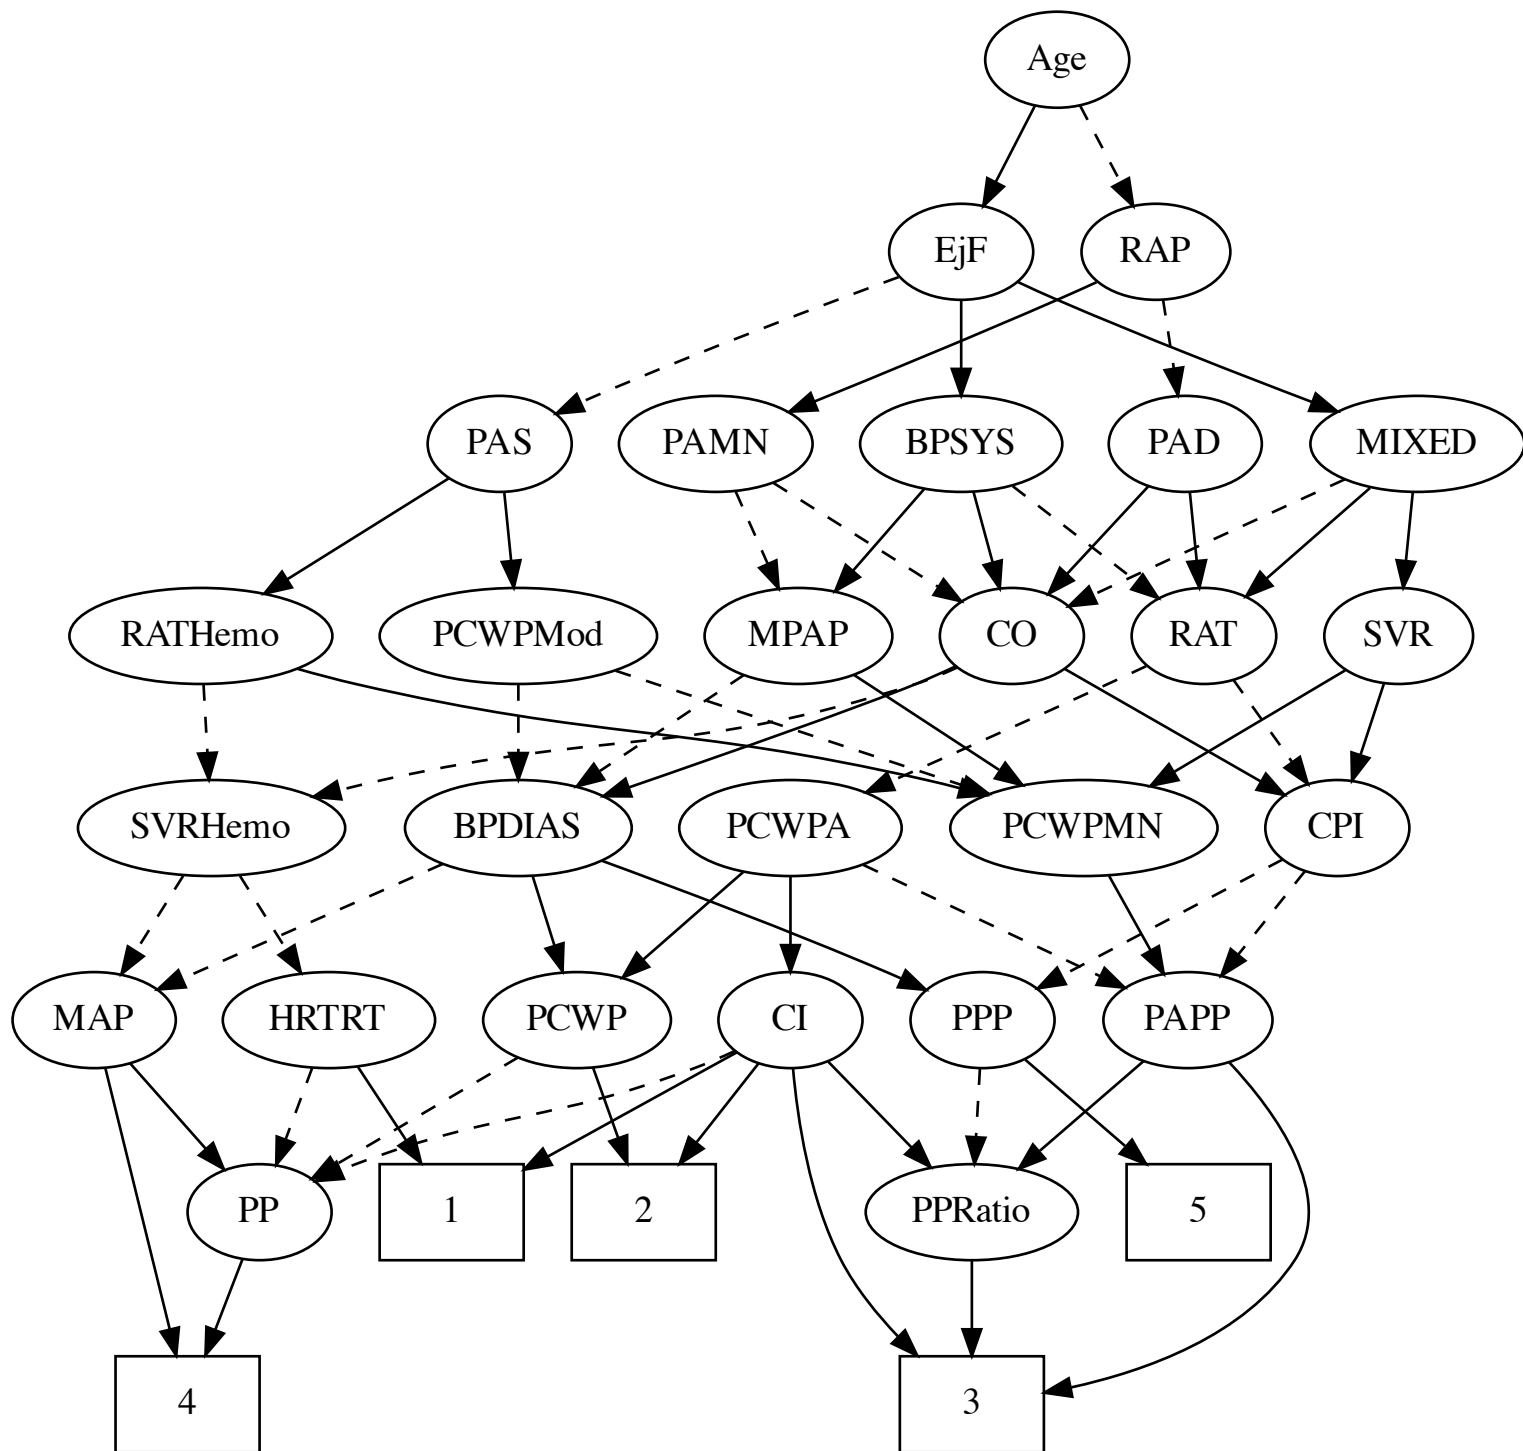 Age
EjF RAP
PAS PAMN BPSYS PAD MIXED
RATHemo PCWPMod MPAP CO RAT SVR
SVRHemo BPDIAS PCWPA PCWPMN CPI
MAP HRTRT PCWP CI PPP PAPP
PP 1 2 PPRatio 5
4 3